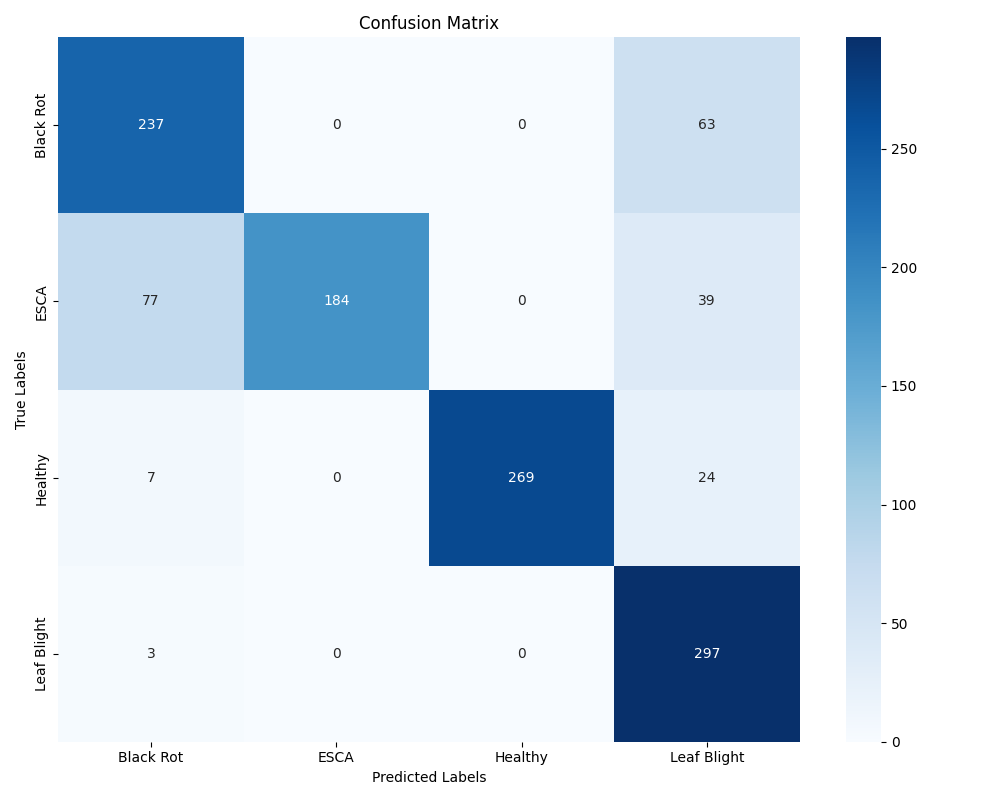 Confusion Matrix
Black Rot
237
0
0
63
ESCA
77
184
0
39
Healthy
7
0
269
24
Leaf Blight
3
0
0
297
True Labels
Black Rot
ESCA
Healthy
Leaf Blight
Predicted Labels
250
200
150
100
50
0